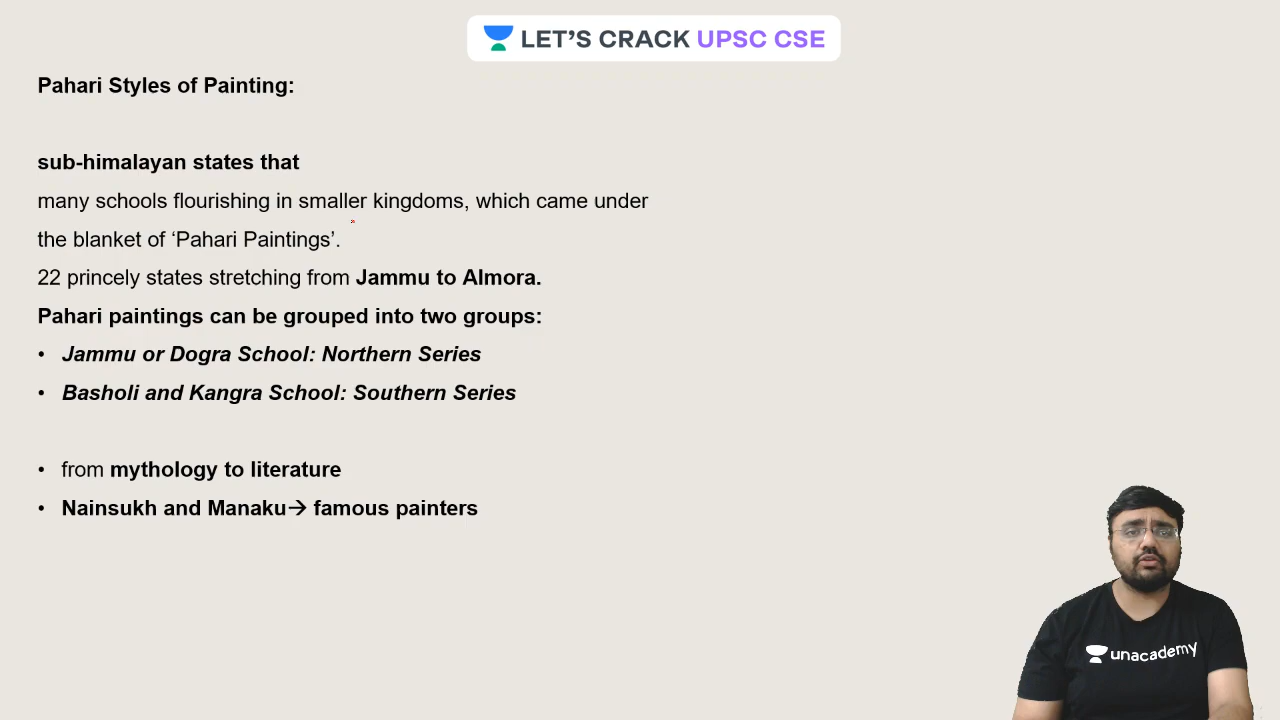 LET'S CRACK UPSC CSE
Pahari Styles of Painting:
sub-himalayan states that
many schools flourishing in smaller kingdoms, which came under
the blanket of ‘Pahari Paintings’.
22 princely states stretching from Jammu to Almora.
Pahari paintings can be grouped into two groups:
• Jammu or Dogra School: Northern Series
• Basholi and Kangra School: Southern Series
• from mythology to literature
• Nainsukh and Manaku→ famous painters
unacademy